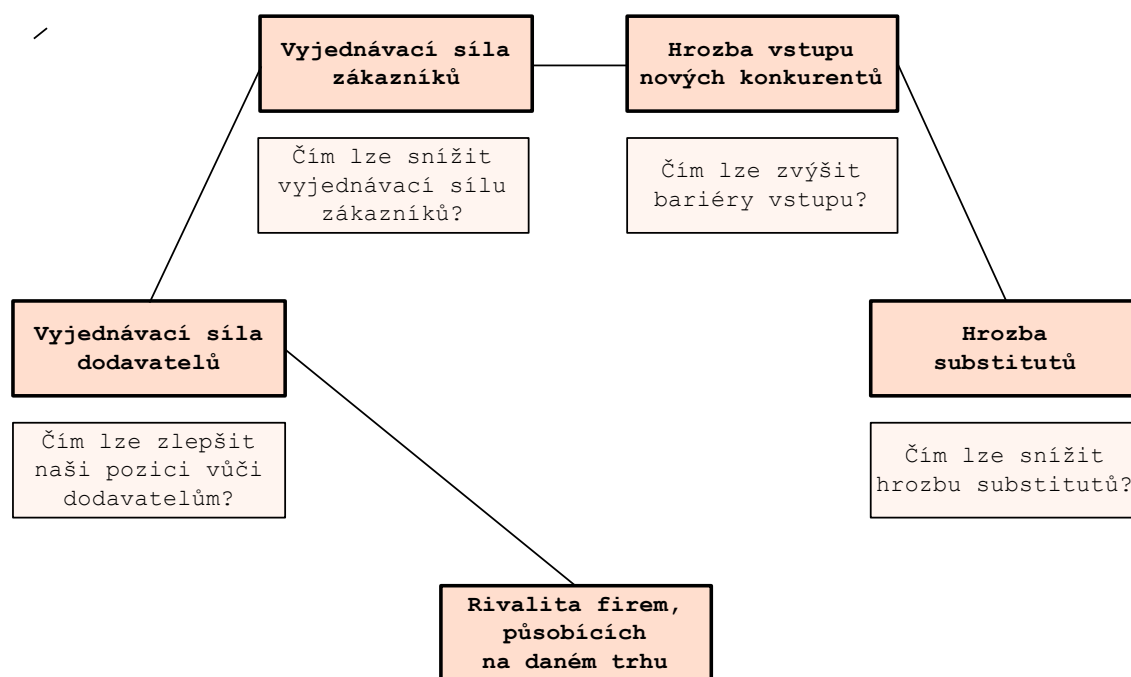 Vyjednávací síla
zákazníků
Hrozba vstupu
nových konkurentů
Čím lze snížit
vyjednávací sílu
zákazníků?
Čím lze zvýšit
bariéry vstupu?
Vyjednávací síla
dodavatelů
Hrozba
substitutů
Čím lze zlepšit
naši pozici vůči
dodavatelům?
Čím lze snížit
hrozbu substitutů?
Rivalita firem,
působících
na daném trhu